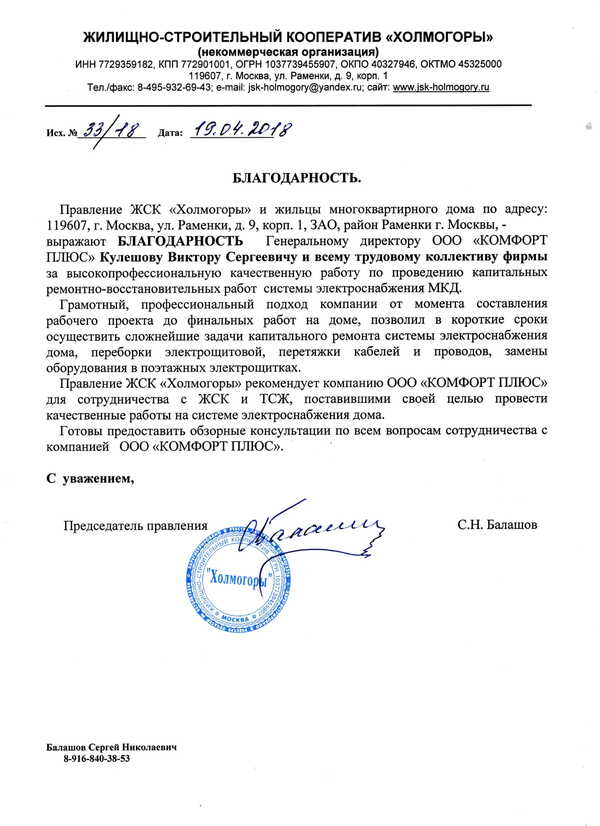 ЖИЛИЩНО-СТРОИТЕЛЬНЫЙ КООПЕРАТИВ «ХОЛМОГОРЫ»
(некоммерческая организация)
ИНН 7729359182, КПП 772901001, ОГРН 1037739455907, ОКПО 40327946, ОКТМО 45325000
119607, г. Москва, ул. Раменки, д. 9, корп. 1
Тел./факс: 8-495-932-69-43; e-mail: jsk-holmogory@yandex.ru; сайт: www.jsk-holmogory.ru
Исх. № 33/18 Дата: 19.04.2018
БЛАГОДАРНОСТЬ.
Правление ЖСК «Холмогоры» и жильцы многоквартирного дома по адресу:
119607, г. Москва, ул. Раменки, д. 9, корп. 1, ЗАО, район Раменки г. Москвы, -
выражают БЛАГОДАРНОСТЬ Генеральному директору ООО «КОМФОРТ
ПЛЮС» Кулешову Виктору Сергеевичу и всему трудовому коллективу фирмы
за высокопрофессиональную качественную работу по проведению капитальных
ремонтно-восстановительных работ системы электроснабжения МКД.
Грамотный, профессиональный подход компании от момента составления
рабочего проекта до финальных работ на доме, позволил в короткие сроки
осуществить сложнейшие задачи капитального ремонта системы электроснабжения
дома, переборки электрощитовой, перетяжки кабелей и проводов, замены
оборудования в поэтажных электрощитках.
Правление ЖСК «Холмогоры» рекомендует компанию ООО «КОМФОРТ ПЛЮС»
для сотрудничества с ЖСК и ТСЖ, поставившими своей целью провести
качественные работы на системе электроснабжения дома.
Готовы предоставить обзорные консультации по всем вопросам сотрудничества с
компанией ООО «КОМФОРТ ПЛЮС».
С уважением,
Председатель правления С.Н. Балашов
ЖИЛИЩНО-СТРОИТЕЛЬНЫЙ КООПЕРАТИВ
"Холмогоры"
МОСКВА
Балашов Сергей Николаевич
8-916-840-38-53